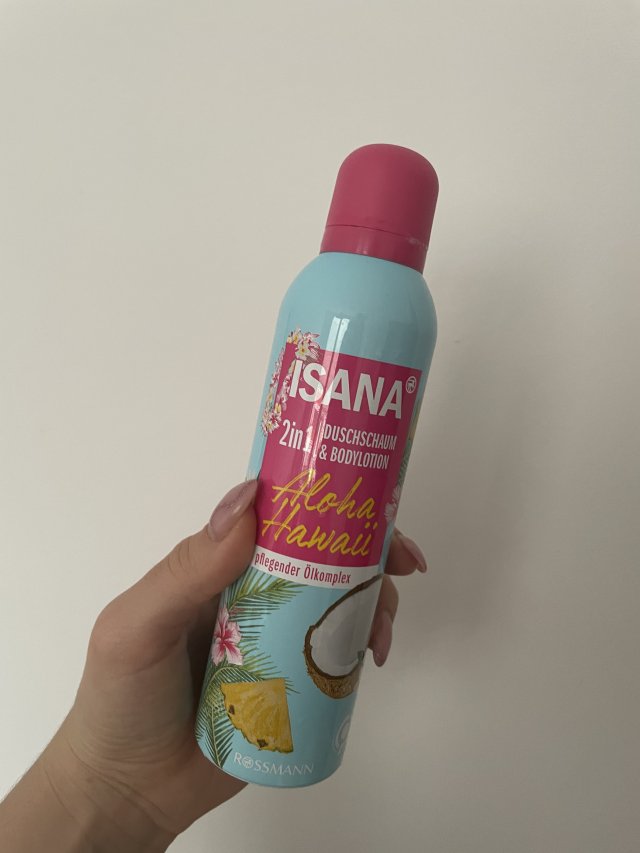 ISANA
2in1 DUSCHSCHAUM
& BODYLOTION
Aloha
Hawaii
pflegender Ölkomplex
ROSSMANN